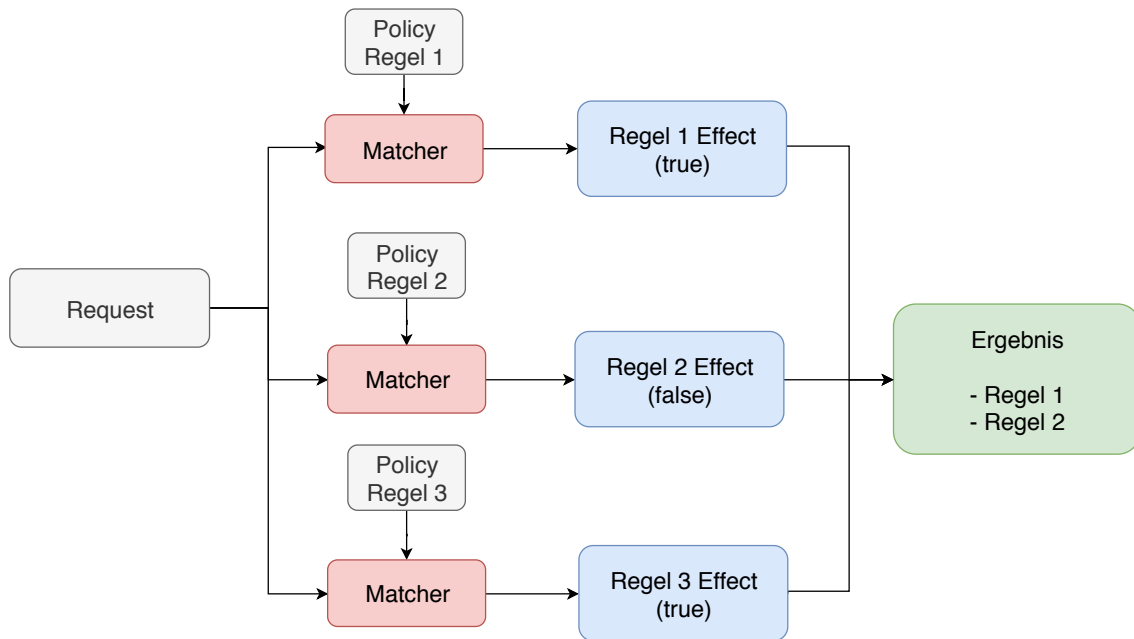 Policy
Regel 1
Matcher
Regel 1 Effect
(true)
Policy
Regel 2
Request
Matcher
Regel 2 Effect
(false)
Ergebnis
- Regel 1
- Regel 2
Policy
Regel 3
Matcher
Regel 3 Effect
(true)